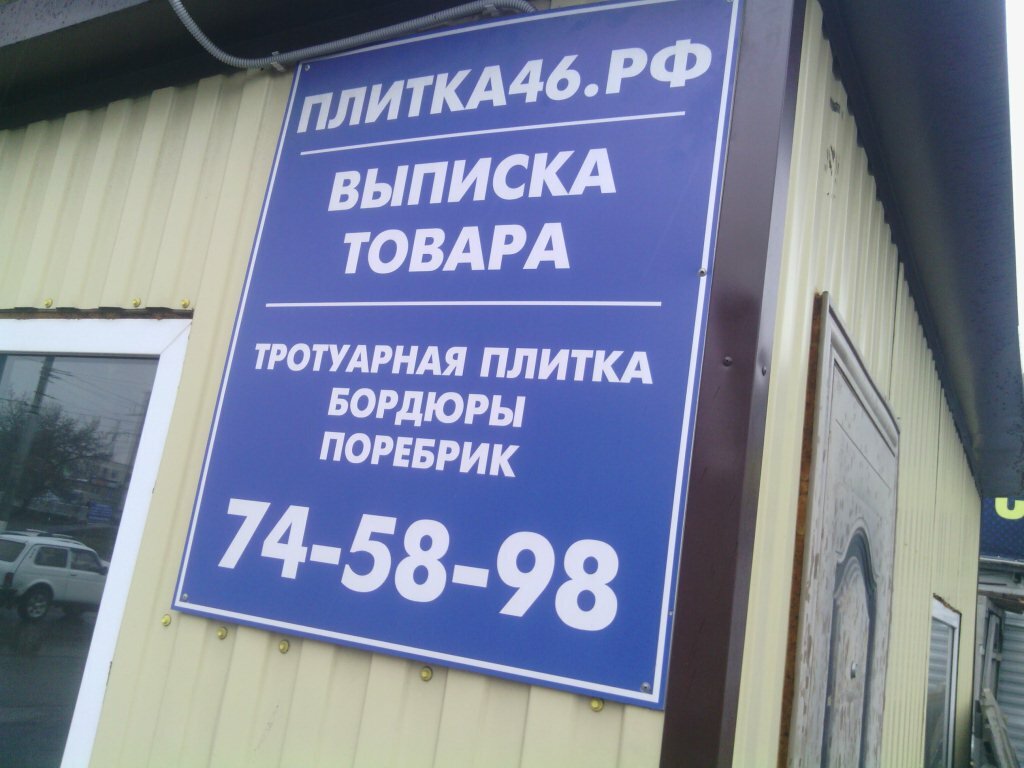 ПЛИТКА46.РФ
ВЫПИСКА
ТОВАРА
ТРОТУАРНАЯ ПЛИТКА
БОРДЮРЫ
ПОРЕБРИК
74-58-98